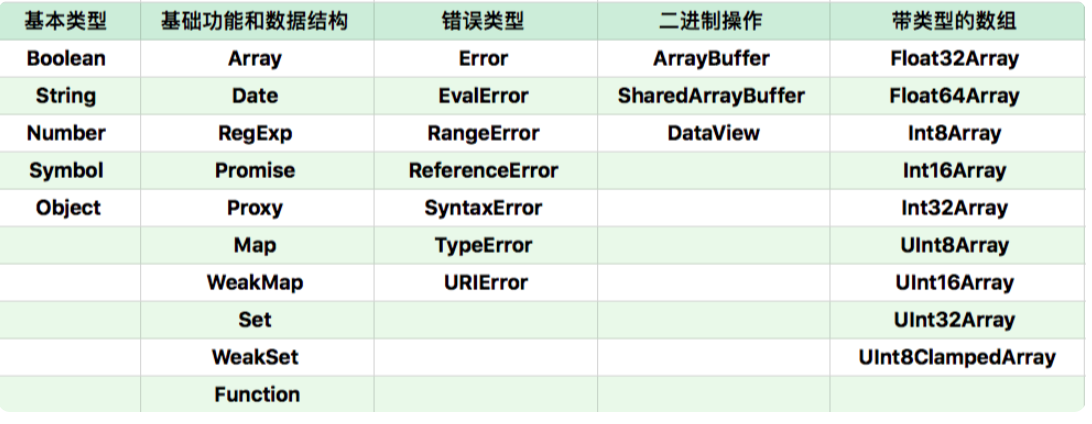 基本类型 基础功能和数据结构 错误类型 二进制操作 带类型的数组
Boolean Array Error ArrayBuffer Float32Array
String Date EvalError SharedArrayBuffer Float64Array
Number RegExp RangeError DataView Int8Array
Symbol Promise ReferenceError Int16Array
Object Proxy SyntaxError Int32Array
Map TypeError UInt8Array
WeakMap URIError UInt16Array
Set UInt32Array
WeakSet UInt8ClampedArray
Function